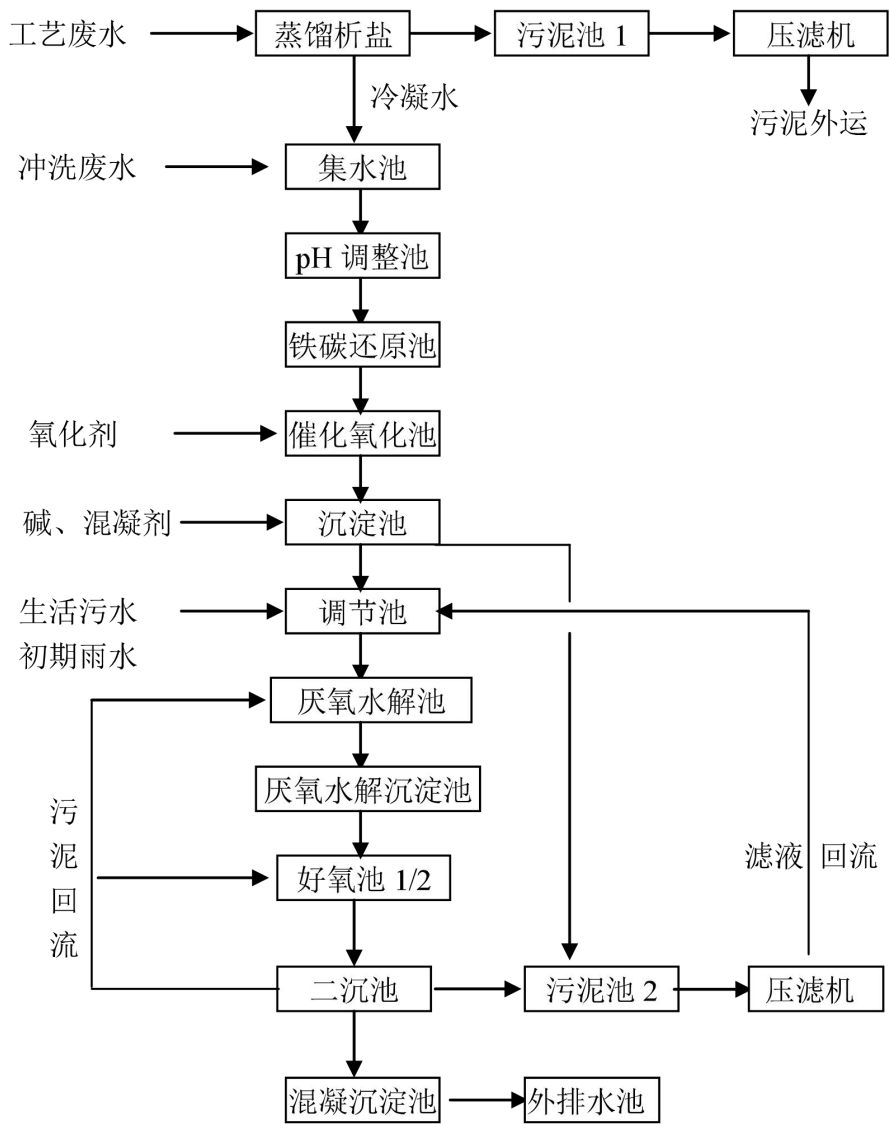 工艺废水
蒸馏析盐
污泥池 1
压滤机
冷凝水
污泥外运
冲洗废水
集水池
pH 调整池
铁碳还原池
氧化剂
催化氧化池
碱、混凝剂
沉淀池
生活污水
初期雨水
调节池
厌氧水解池
厌氧水解沉淀池
污泥回流
滤液 回流
好氧池 1/2
二沉池
污泥池 2
压滤机
混凝沉淀池
外排水池